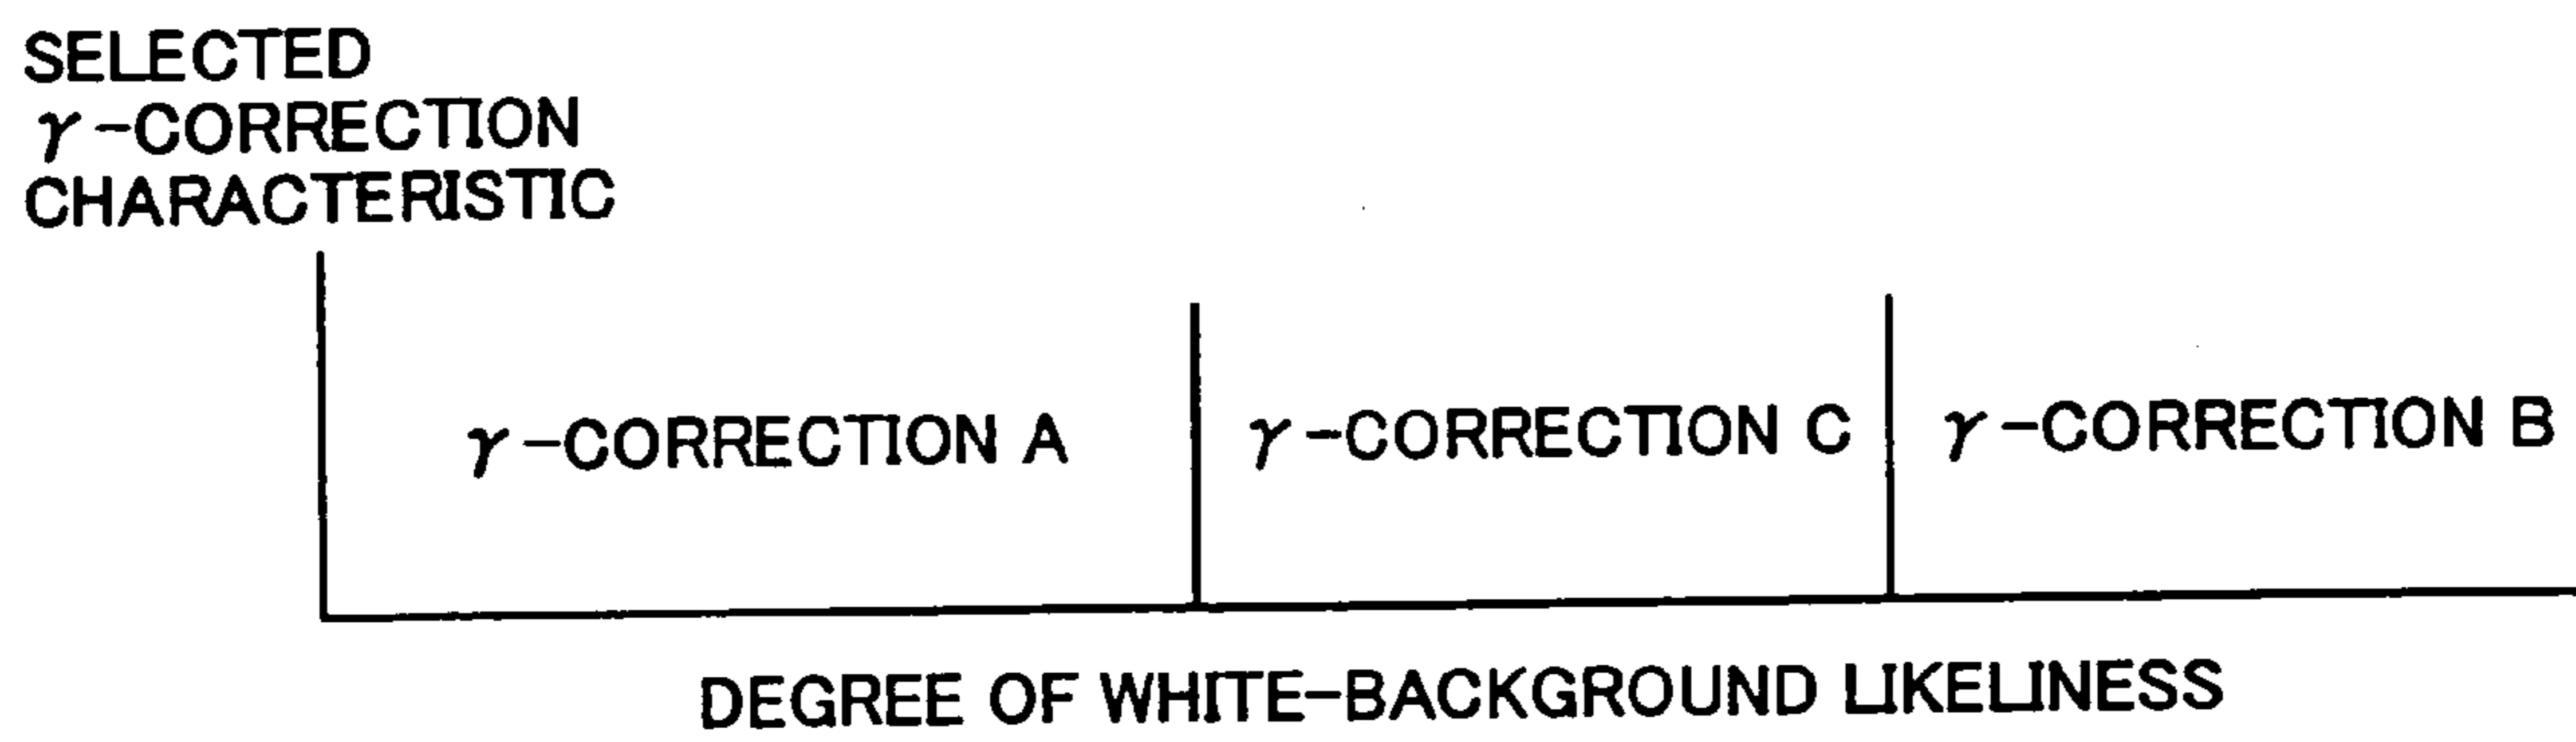 SELECTED
γ-CORRECTION
CHARACTERISTIC
γ-CORRECTION A
γ-CORRECTION C
γ-CORRECTION B
DEGREE OF WHITE-BACKGROUND LIKELINESS